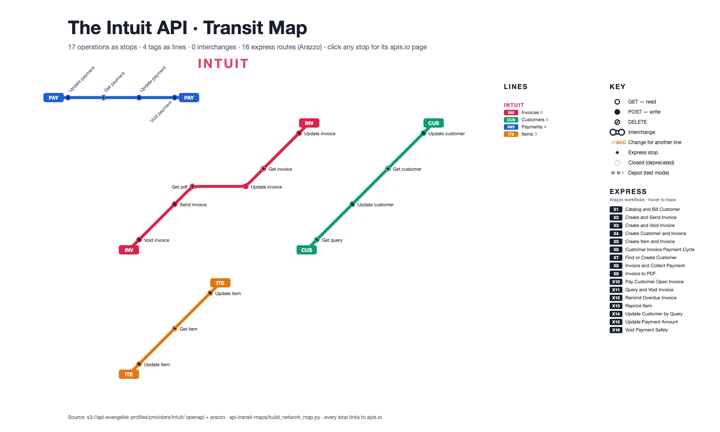 The Intuit API · Transit Map
17 operations as stops · 4 tags as lines · 0 interchanges · 16 express routes (Arazzo) · click any stop for its apis.io page
INTUIT
PAY
Update payment
Get payment
Update payment
Void payment
PAY
INV
Update invoice
Get invoice
Get pdf
Update invoice
Send invoice
Void invoice
INV
CUS
Update customer
Get customer
Update customer
Get query
CUS
ITE
Update item
Get item
Update item
ITE
LINES
INTUIT
INV Invoices 6
CUS Customers 4
PAY Payments 4
ITE Items 3
KEY
GET — read
POST — write
DELETE
Interchange
ACC Change for another line
Express stop
Closed (deprecated)
Depot (test mode)
EXPRESS
Arazzo workflows · hover to trace
X1 Catalog and Bill Customer
X2 Create and Send Invoice
X3 Create and Void Invoice
X4 Create Customer and Invoice
X5 Create Item and Invoice
X6 Customer Invoice Payment Cycle
X7 Find or Create Customer
X8 Invoice and Collect Payment
X9 Invoice to PDF
X10 Pay Customer Open Invoice
X11 Query and Void Invoice
X12 Remind Overdue Invoice
X13 Reprice Item
X14 Update Customer by Query
X15 Update Payment Amount
X16 Void Payment Safely
Source: s3://api-evangelist-profiles/providers/intuit/ openapi + arazzo · api-transit-maps/build_network_map.py · every stop links to apis.io